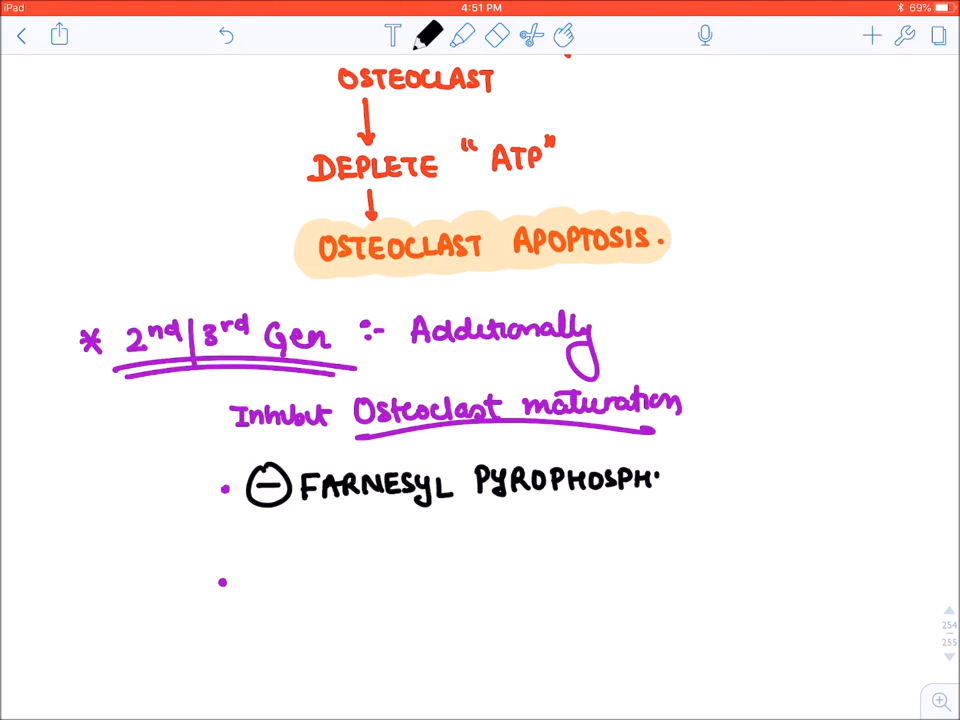 iPad 4:51 PM 69%
T
OSTEOCLAST
DEPLETE "ATP"
OSTEOCLAST APOPTOSIS.
* 2nd/3rd Gen :- Additionally
Inhibit Osteoclast maturation
• ⊖ FARNESYL PYROPHOSPH
•
254
255